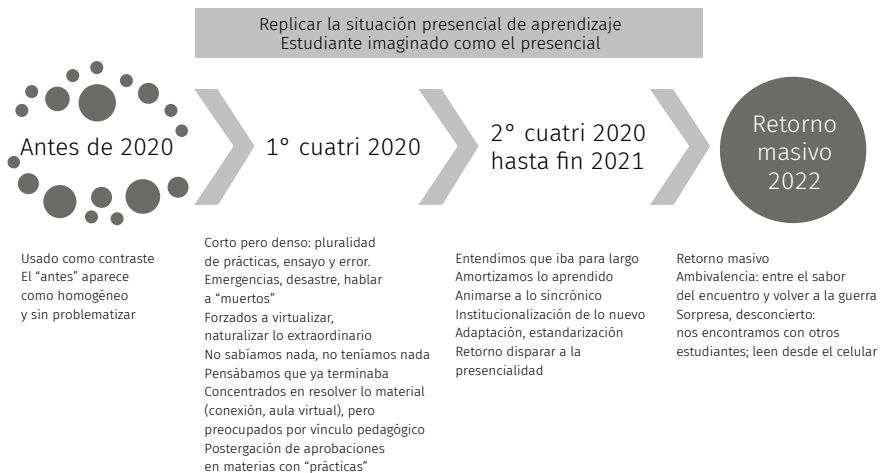 Replicar la situación presencial de aprendizaje
Estudiante imaginado como el presencial
Antes de 2020
1° cuatri 2020
2° cuatri 2020
hasta fin 2021
Retorno
masivo
2022
Usado como contraste
El “antes” aparece
como homogéneo
y sin problematizar
Corto pero denso: pluralidad
de prácticas, ensayo y error.
Emergencias, desastre, hablar
a “muertos”
Forzados a virtualizar,
naturalizar lo extraordinario
No sabíamos nada, no teníamos nada
Pensábamos que ya terminaba
Concentrados en resolver lo material
(conexión, aula virtual), pero
preocupados por vínculo pedagógico
Postergación de aprobaciones
en materias con “prácticas”
Entendimos que iba para largo
Amortizamos lo aprendido
Animarse a lo sincrónico
Institucionalización de lo nuevo
Adaptación, estandarización
Retorno disparar a la
presencialidad
Retorno masivo
Ambivalencia: entre el sabor
del encuentro y volver a la guerra
Sorpresa, desconcierto:
nos encontramos con otros
estudiantes; leen desde el celular